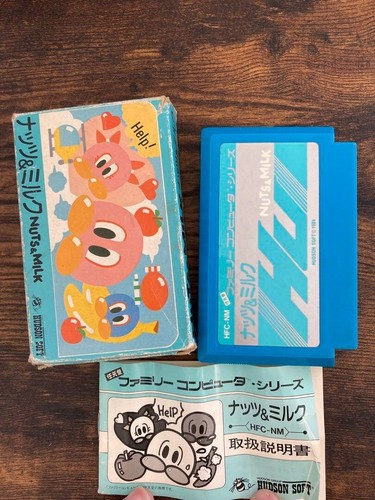 Help!
ナッツ&ミルク
NUTS&MILK
HUDSON SOFT
ファミリー コンピュータ・シリーズ
HFC-NM
ナッツ&ミルク
NUTS&MILK
HUDSON SOFT © 1984
ファミリー コンピュータ・シリーズ
HELP!
ナッツ&ミルク
〈HFC-NM〉
取扱説明書
HUDSON SOFT